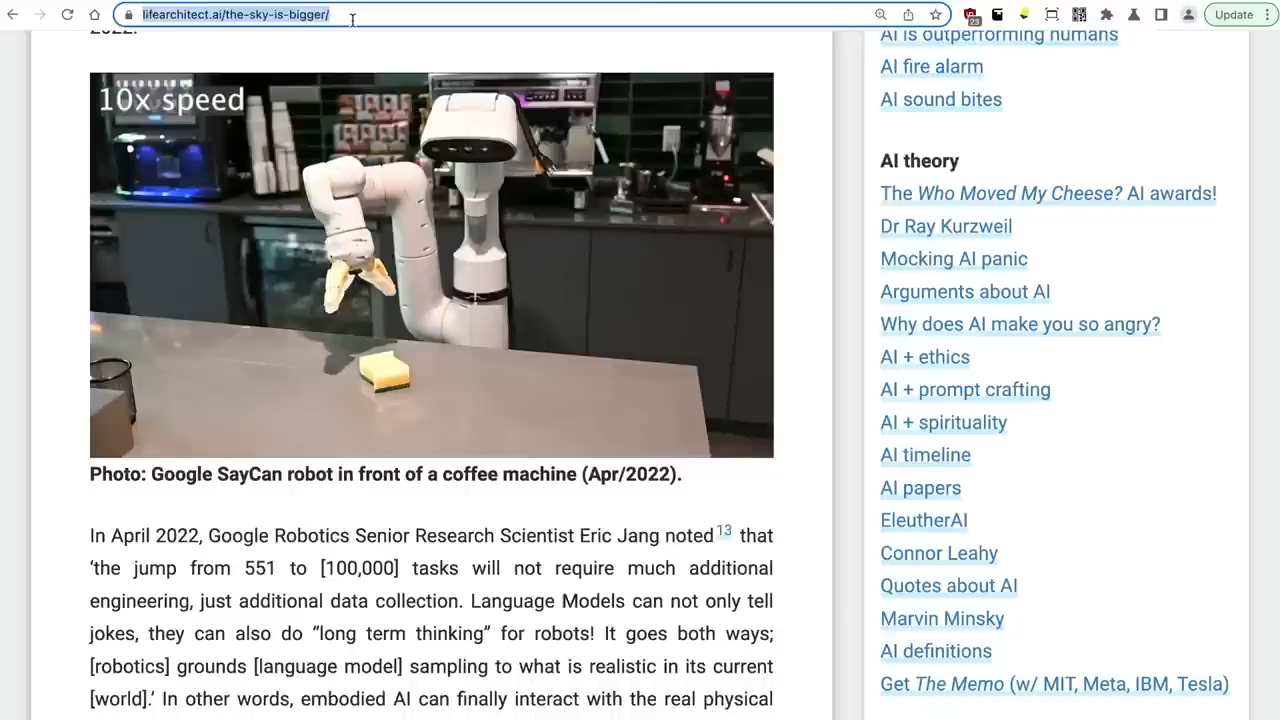 lifearchitect.ai/the-sky-is-bigger/
23
Update
2022.
10x speed
Photo: Google SayCan robot in front of a coffee machine (Apr/2022).
In April 2022, Google Robotics Senior Research Scientist Eric Jang noted13 that
‘the jump from 551 to [100,000] tasks will not require much additional
engineering, just additional data collection. Language Models can not only tell
jokes, they can also do “long term thinking” for robots! It goes both ways;
[robotics] grounds [language model] sampling to what is realistic in its current
[world].’ In other words, embodied AI can finally interact with the real physical
AI is outperforming humans
AI fire alarm
AI sound bites
AI theory
The Who Moved My Cheese? AI awards!
Dr Ray Kurzweil
Mocking AI panic
Arguments about AI
Why does AI make you so angry?
AI + ethics
AI + prompt crafting
AI + spirituality
AI timeline
AI papers
EleutherAI
Connor Leahy
Quotes about AI
Marvin Minsky
AI definitions
Get The Memo (w/ MIT, Meta, IBM, Tesla)